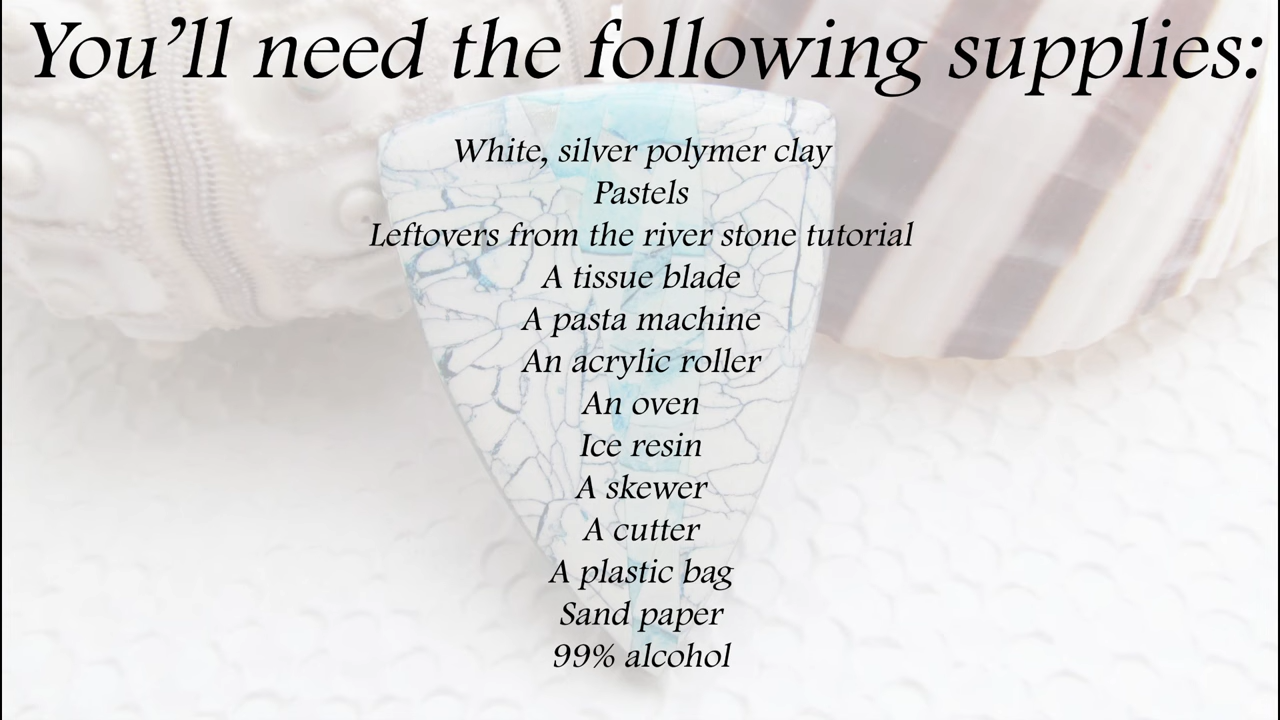 You’ll need the following supplies:
White, silver polymer clay
Pastels
Leftovers from the river stone tutorial
A tissue blade
A pasta machine
An acrylic roller
An oven
Ice resin
A skewer
A cutter
A plastic bag
Sand paper
99% alcohol